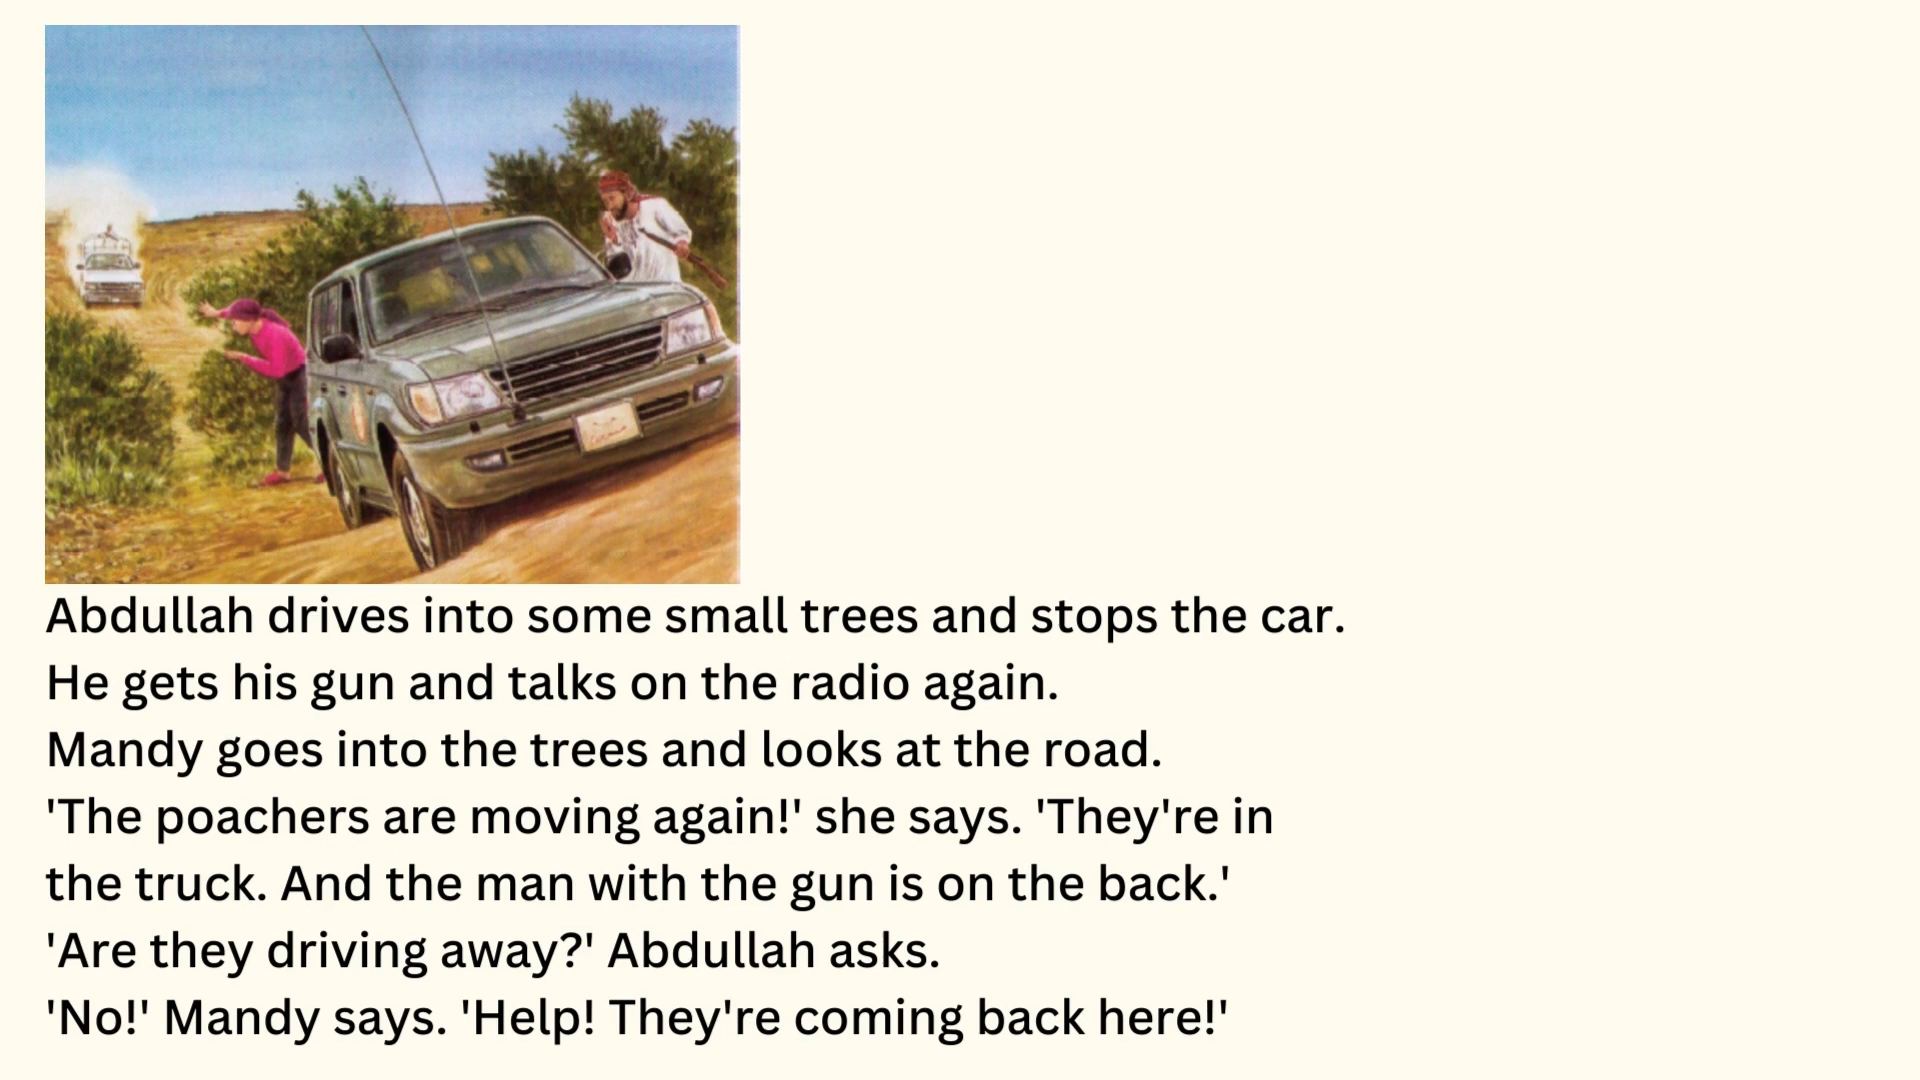 Abdullah drives into some small trees and stops the car.
He gets his gun and talks on the radio again.
Mandy goes into the trees and looks at the road.
'The poachers are moving again!' she says. 'They're in
the truck. And the man with the gun is on the back.'
'Are they driving away?' Abdullah asks.
'No!' Mandy says. 'Help! They're coming back here!'